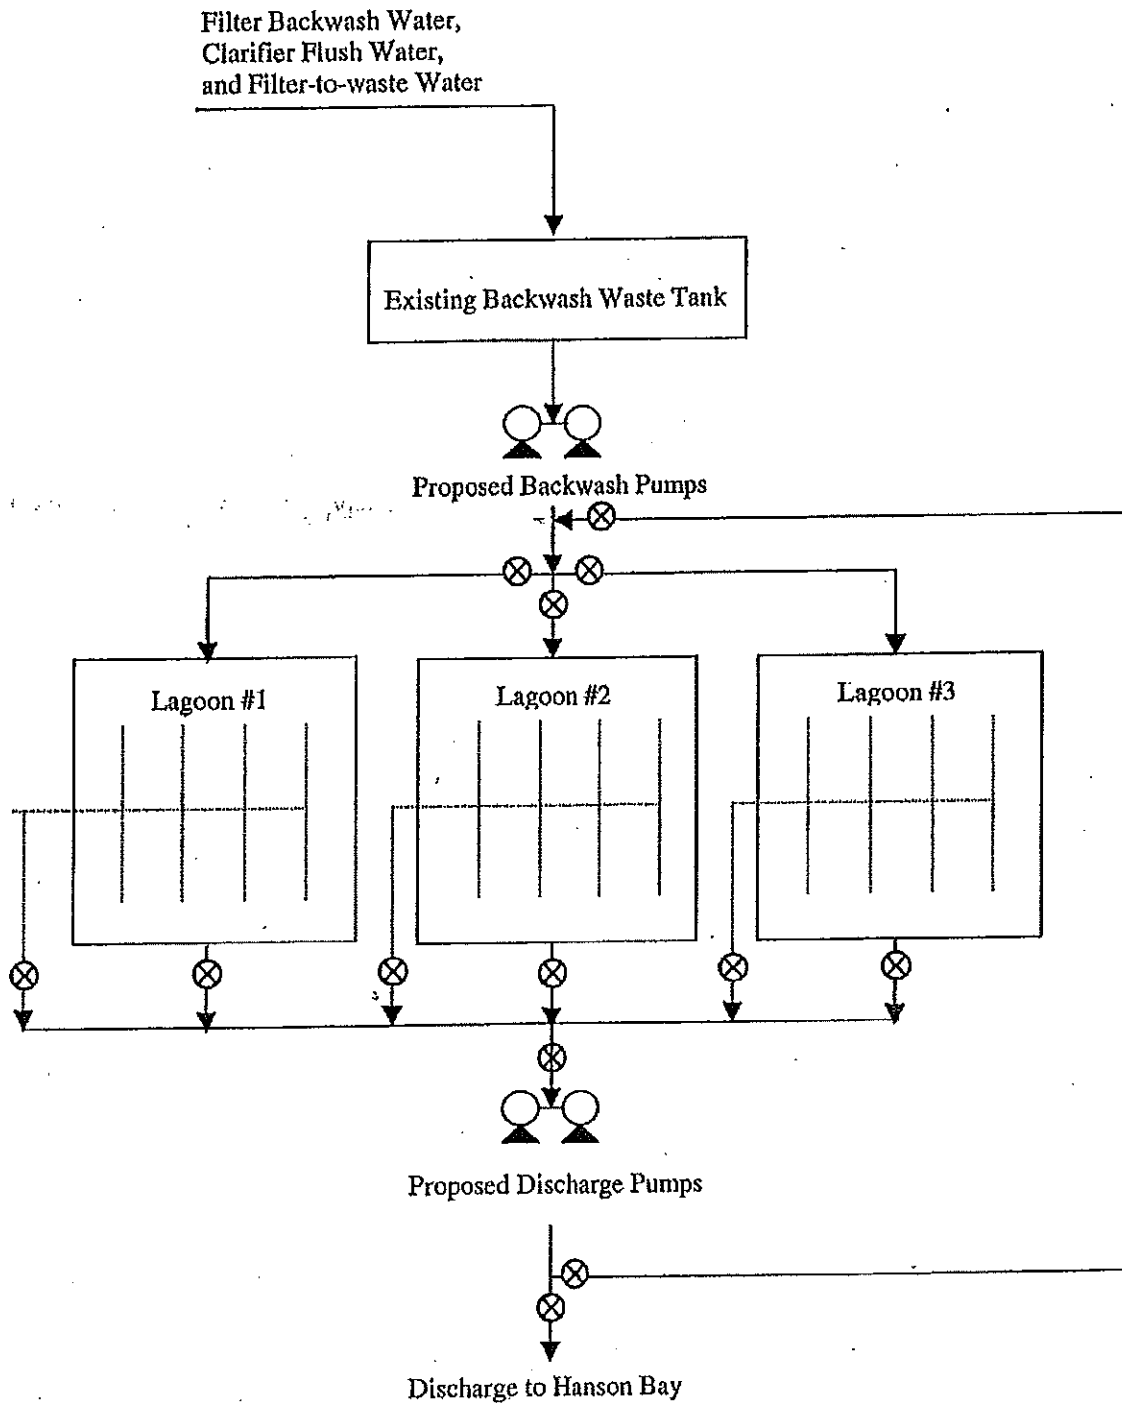 Filter Backwash Water,
Clarifier Flush Water,
and Filter-to-waste Water
Existing Backwash Waste Tank
Proposed Backwash Pumps
Lagoon #1
Lagoon #2
Lagoon #3
Proposed Discharge Pumps
Discharge to Hanson Bay